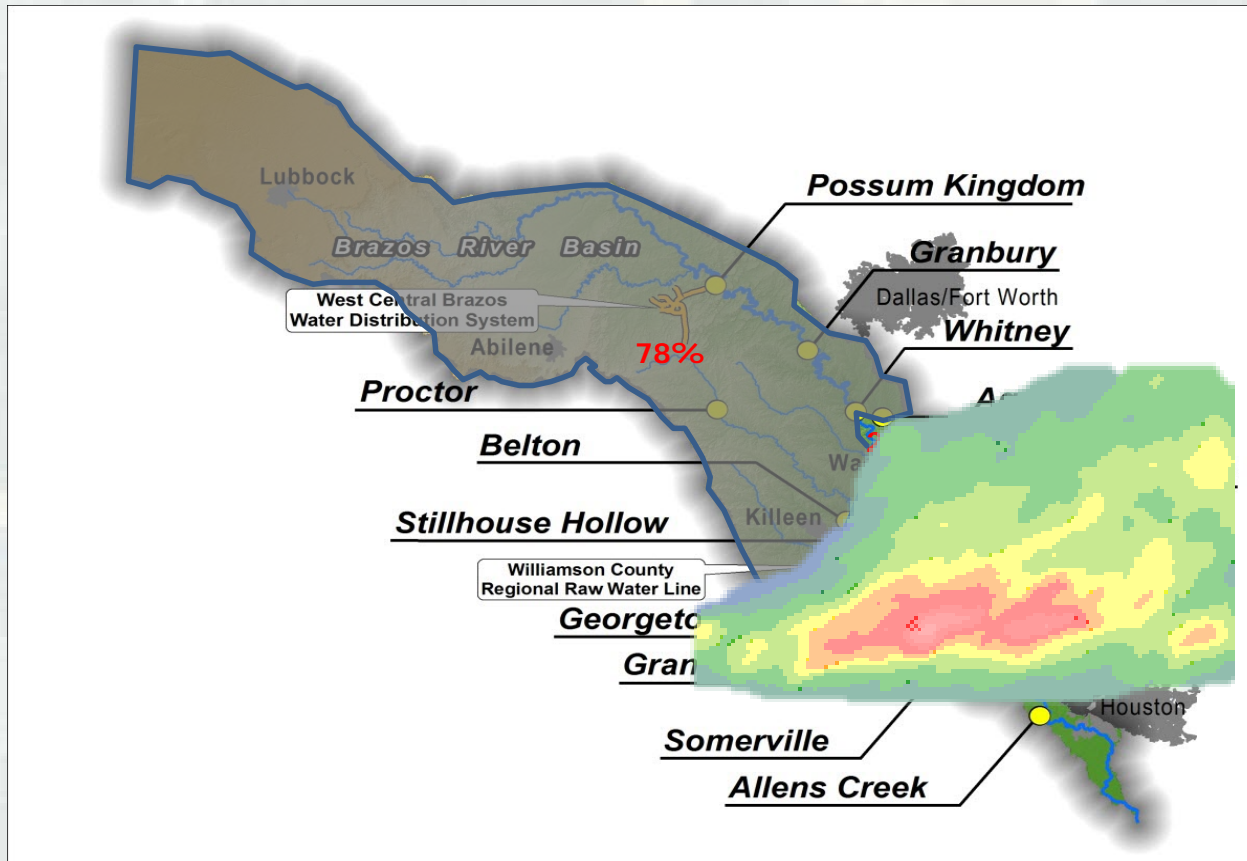 Lubbock
Possum Kingdom
Brazos River Basin
Granbury
Dallas/Fort Worth
West Central Brazos
Water Distribution System
Whitney
Abilene
78%
Proctor
Belton
Killeen
Stillhouse Hollow
Williamson County
Regional Raw Water Line
Houston
Somerville
Allens Creek